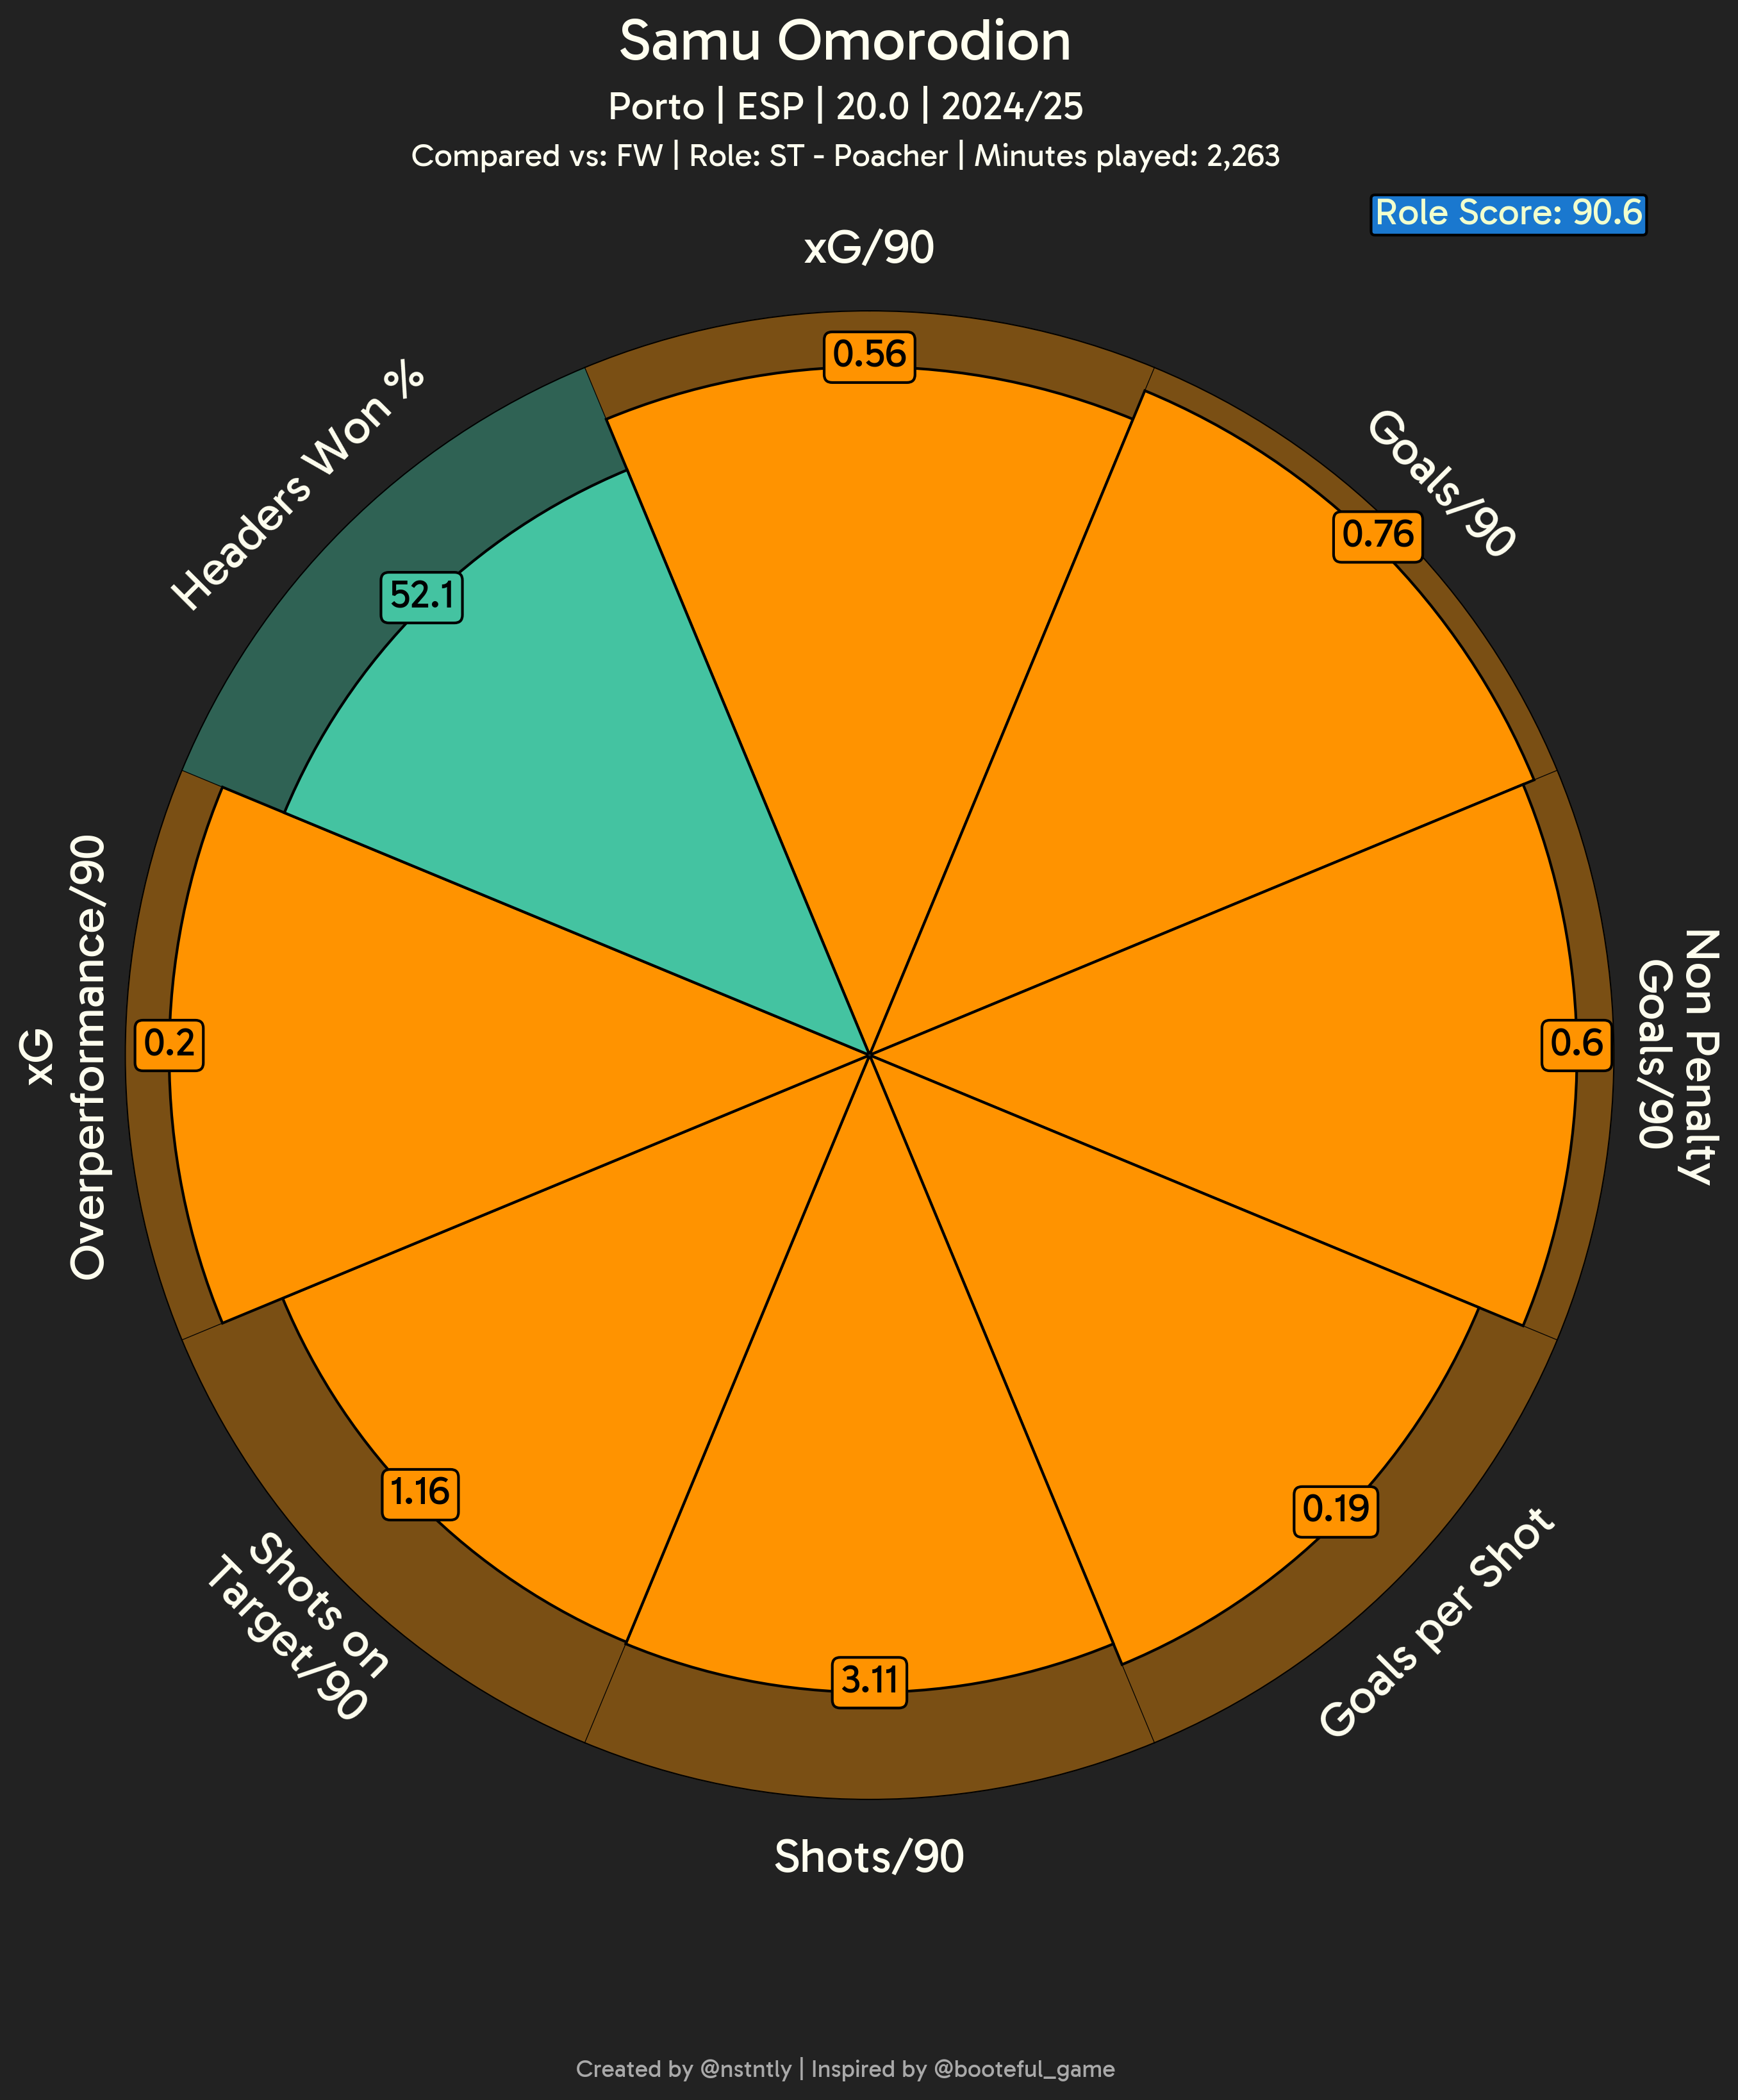 Samu Omorodion
Porto | ESP | 20.0 | 2024/25
Compared vs: FW | Role: ST - Poacher | Minutes played: 2,263
Role Score: 90.6
xG/90
0.56
Goals/90
0.76
Non Penalty
Goals/90
0.6
Goals per Shot
0.19
Shots/90
3.11
Shots on
Target/90
1.16
xG
Overperformance/90
0.2
Headers Won %
52.1
Created by @nstntly | Inspired by @booteful_game